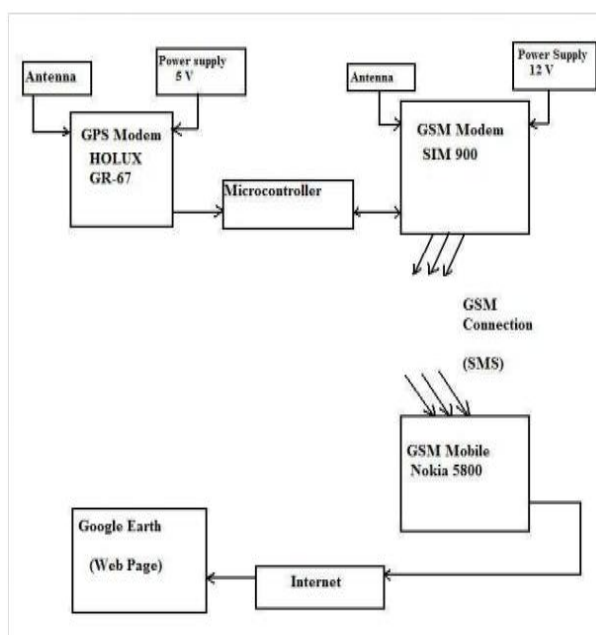 Antenna
Power supply
5 V
Antenna
Power Supply
12 V
GPS Modem
HOLUX
GR-67
Microcontroller
GSM Modem
SIM 900
GSM
Connection
(SMS)
GSM Mobile
Nokia 5800
Google Earth
(Web Page)
Internet